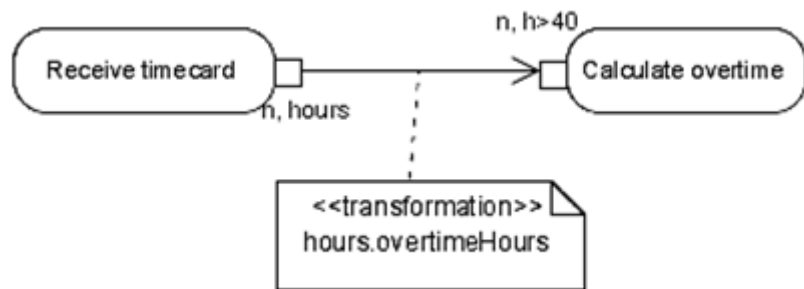 n, h>40
Receive timecard
Calculate overtime
n, hours
<<transformation>>
hours.overtimeHours